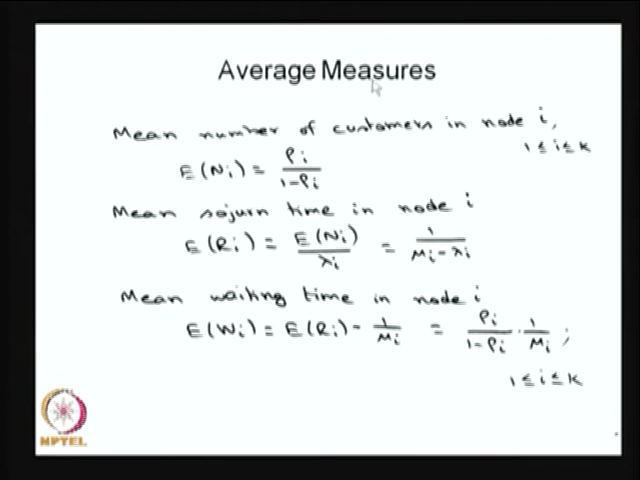 Average Measures
Mean number of customers in node i,
1 ≤ i ≤ k
E(Ni) = ρi / (1-ρi)
Mean sojurn time in node i
E(Ri) = E(Ni) / λi = 1 / (μi - λi)
Mean waiting time in node i
E(Wi) = E(Ri) - 1/μi = ρi/(1-ρi) · 1/μi ;
1 ≤ i ≤ k
NPTEL